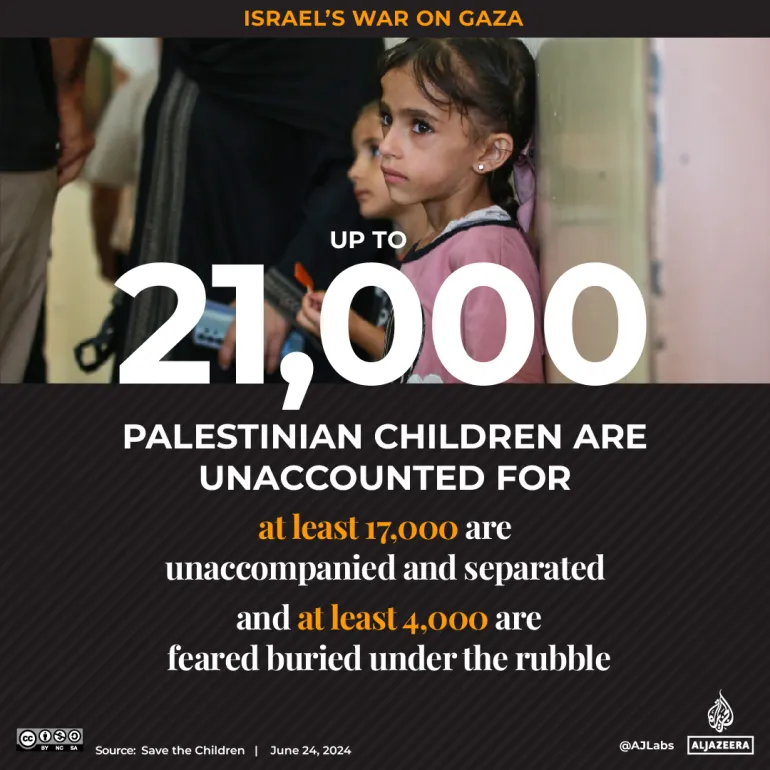 ISRAEL'S WAR ON GAZA
UP TO
21,000
PALESTINIAN CHILDREN ARE
UNACCOUNTED FOR
at least 17,000 are
unaccompanied and separated
and at least 4,000 are
feared buried under the rubble
CC BY NC SA
Source: Save the Children | June 24, 2024
@AJLabs
ALJAZEERA